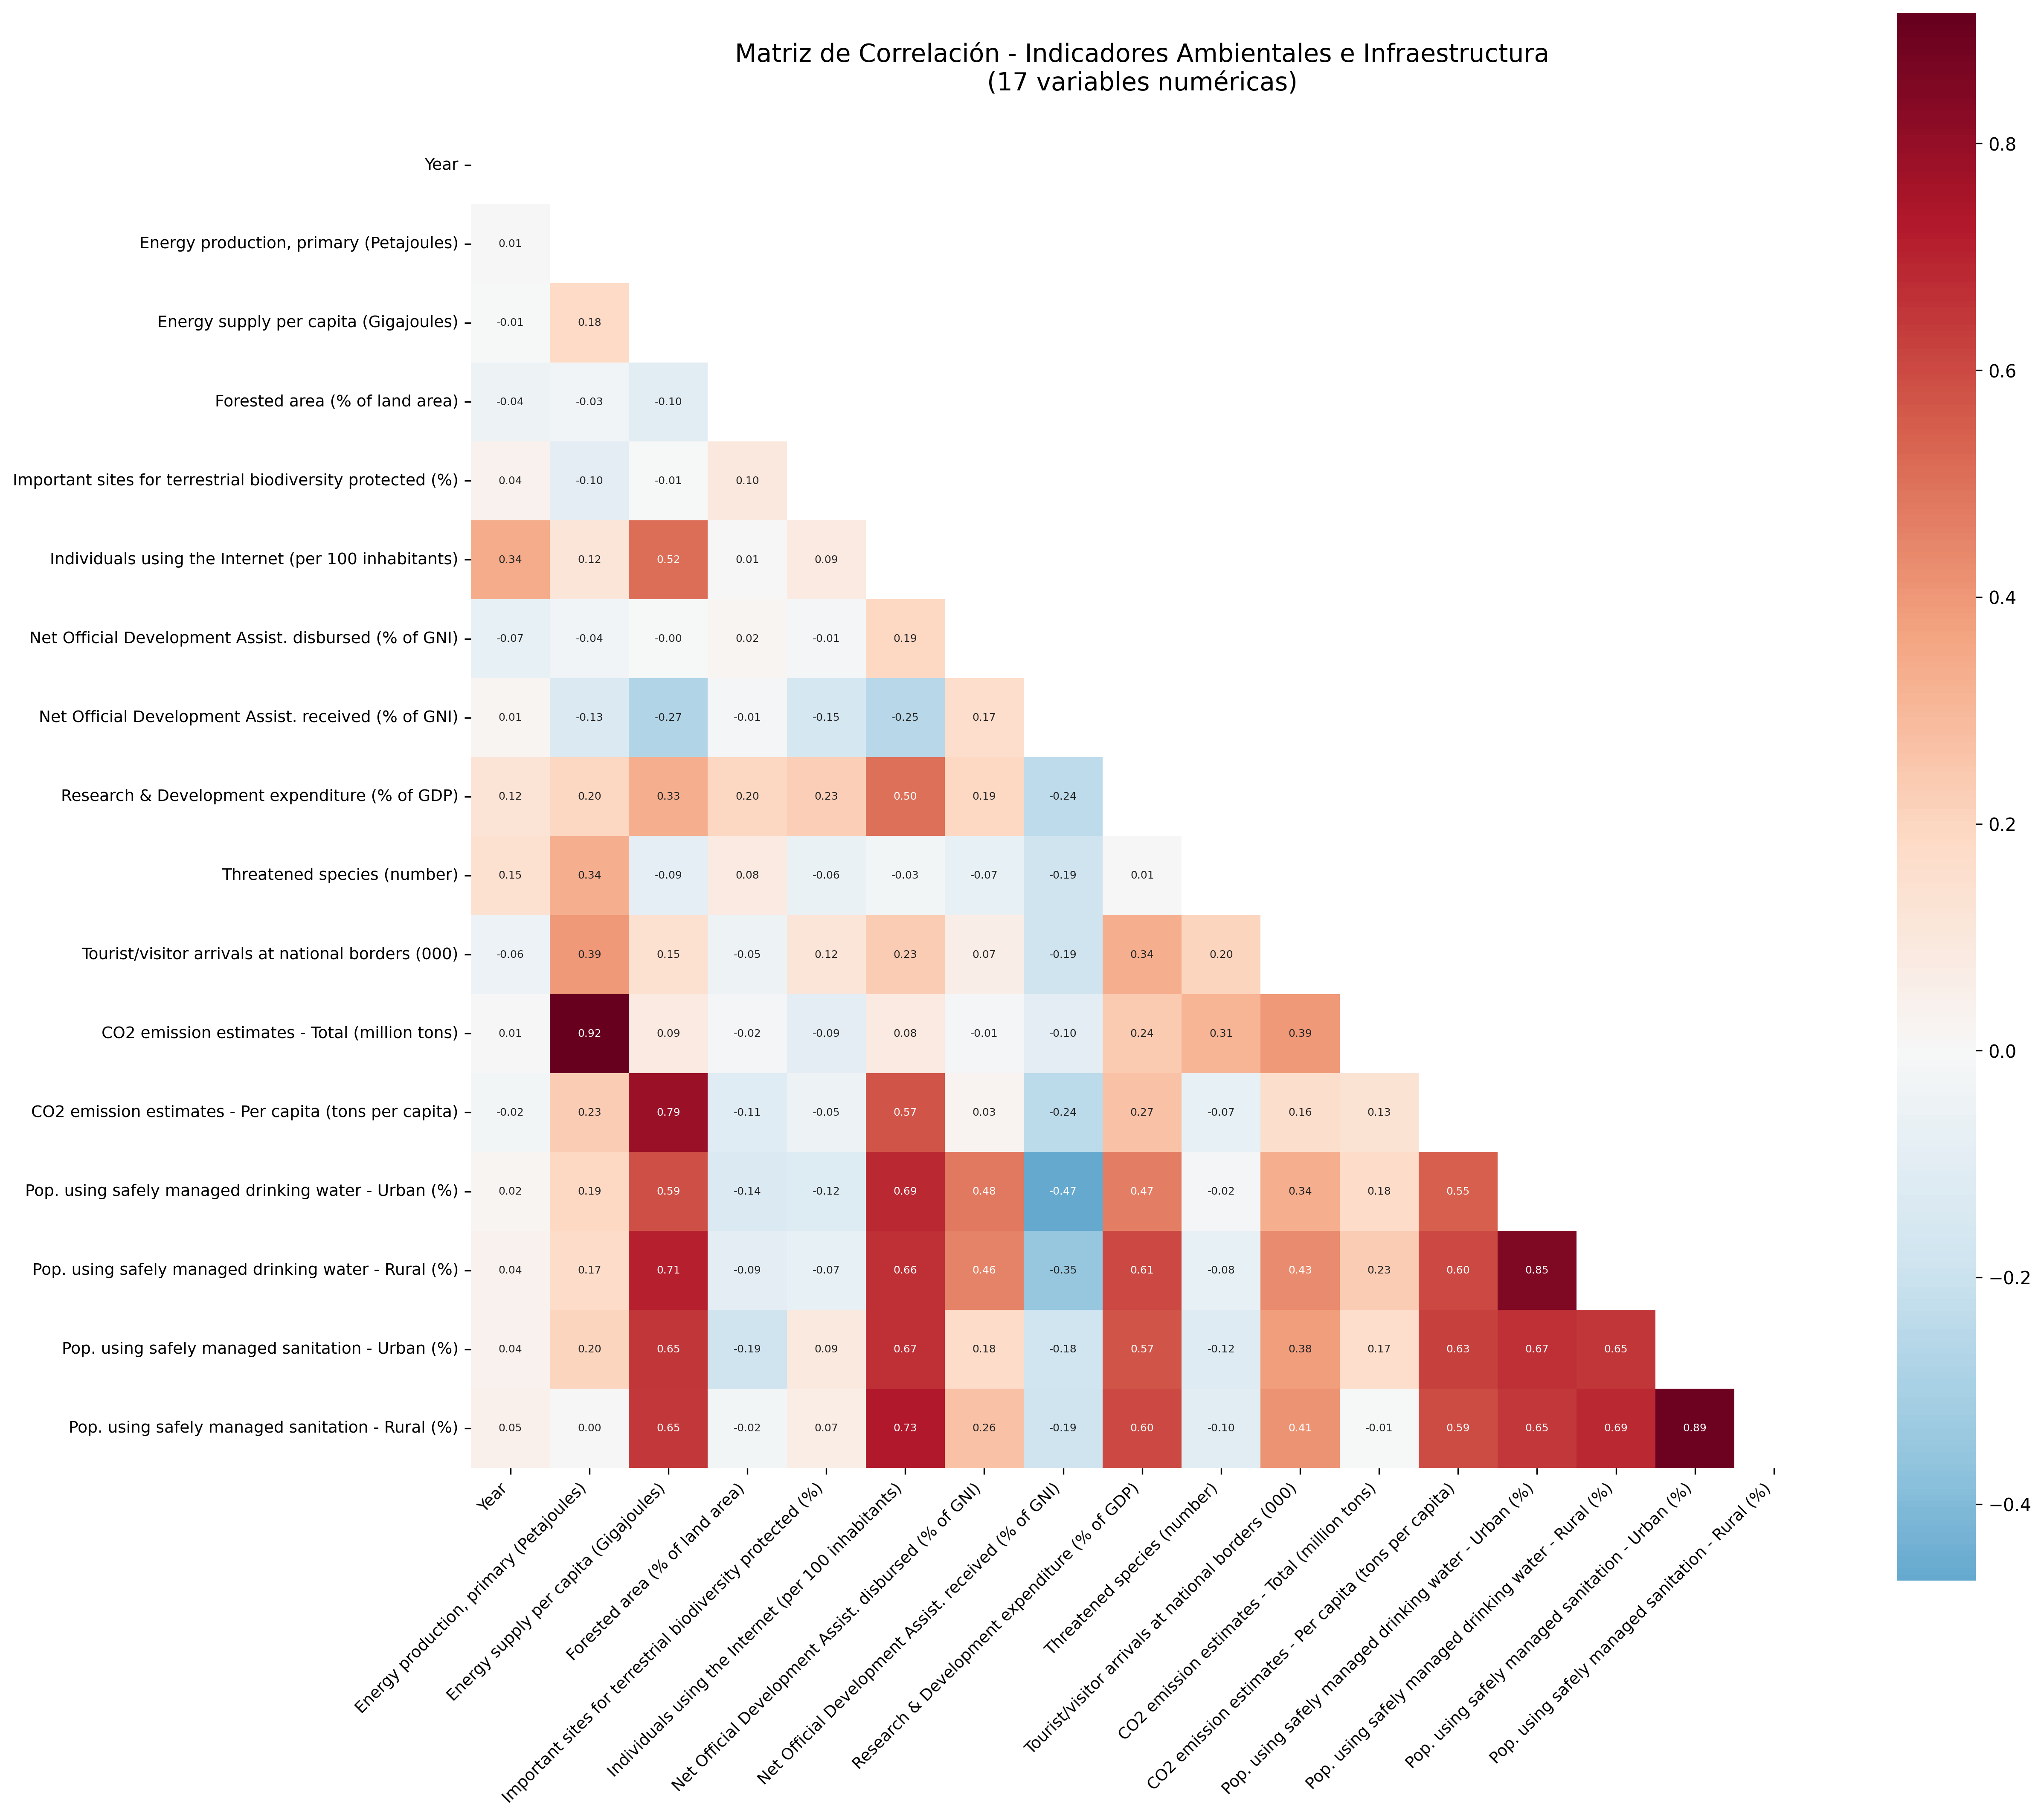 Matriz de Correlación - Indicadores Ambientales e Infraestructura
(17 variables numéricas)
Year
Energy production, primary (Petajoules) 0.01
Energy supply per capita (Gigajoules) -0.01 0.18
Forested area (% of land area) -0.04 -0.03 -0.10
Important sites for terrestrial biodiversity protected (%) 0.04 -0.10 -0.01 0.10
Individuals using the Internet (per 100 inhabitants) 0.34 0.12 0.52 0.01 0.09
Net Official Development Assist. disbursed (% of GNI) -0.07 -0.04 -0.00 0.02 -0.01 0.19
Net Official Development Assist. received (% of GNI) 0.01 -0.13 -0.27 -0.01 -0.15 -0.25 0.17
Research & Development expenditure (% of GDP) 0.12 0.20 0.33 0.20 0.23 0.50 0.19 -0.24
Threatened species (number) 0.15 0.34 -0.09 0.08 -0.06 -0.03 -0.07 -0.19 0.01
Tourist/visitor arrivals at national borders (000) -0.06 0.39 0.15 -0.05 0.12 0.23 0.07 -0.19 0.34 0.20
CO2 emission estimates - Total (million tons) 0.01 0.92 0.09 -0.02 -0.09 0.08 -0.01 -0.10 0.24 0.31 0.39
CO2 emission estimates - Per capita (tons per capita) -0.02 0.23 0.79 -0.11 -0.05 0.57 0.03 -0.24 0.27 -0.07 0.16 0.13
Pop. using safely managed drinking water - Urban (%) 0.02 0.19 0.59 -0.14 -0.12 0.69 0.48 -0.47 0.47 -0.02 0.34 0.18 0.55
Pop. using safely managed drinking water - Rural (%) 0.04 0.17 0.71 -0.09 -0.07 0.66 0.46 -0.35 0.61 -0.08 0.43 0.23 0.60 0.85
Pop. using safely managed sanitation - Urban (%) 0.04 0.20 0.65 -0.19 0.09 0.67 0.18 -0.18 0.57 -0.12 0.38 0.17 0.63 0.67 0.65
Pop. using safely managed sanitation - Rural (%) 0.05 0.00 0.65 -0.02 0.07 0.73 0.26 -0.19 0.60 -0.10 0.41 -0.01 0.59 0.65 0.69 0.89
Year
Energy production, primary (Petajoules)
Energy supply per capita (Gigajoules)
Forested area (% of land area)
Important sites for terrestrial biodiversity protected (%)
Individuals using the Internet (per 100 inhabitants)
Net Official Development Assist. disbursed (% of GNI)
Net Official Development Assist. received (% of GNI)
Research & Development expenditure (% of GDP)
Threatened species (number)
Tourist/visitor arrivals at national borders (000)
CO2 emission estimates - Total (million tons)
CO2 emission estimates - Per capita (tons per capita)
Pop. using safely managed drinking water - Urban (%)
Pop. using safely managed drinking water - Rural (%)
Pop. using safely managed sanitation - Urban (%)
Pop. using safely managed sanitation - Rural (%)
0.8
0.6
0.4
0.2
0.0
−0.2
−0.4